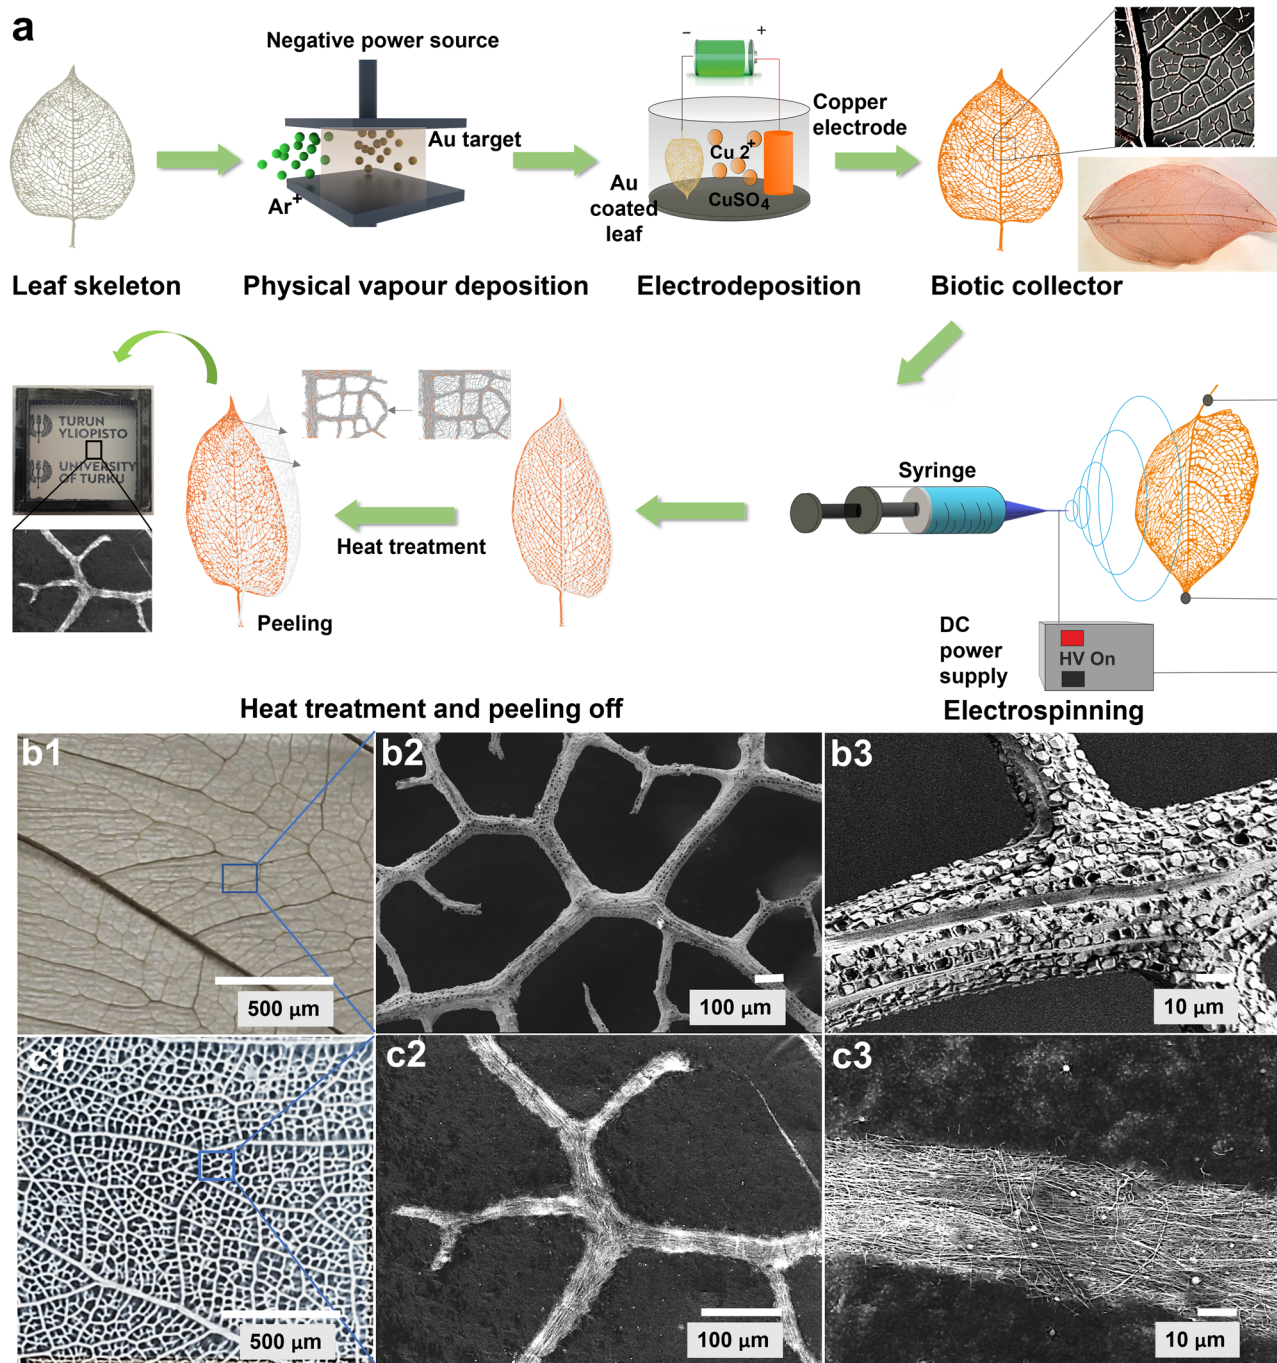 a
Negative power source
Au target
Ar+
− +
Copper
electrode
Cu 2+
CuSO4
Au
coated
leaf
Leaf skeleton
Physical vapour deposition
Electrodeposition
Biotic collector
TURUN
YLIOPISTO
UNIVERSITY
OF TURKU
Heat treatment
Peeling
Syringe
DC
power
supply
HV On
Heat treatment and peeling off
Electrospinning
b1
500 µm
b2
100 µm
b3
10 µm
c1
500 µm
c2
100 µm
c3
10 µm